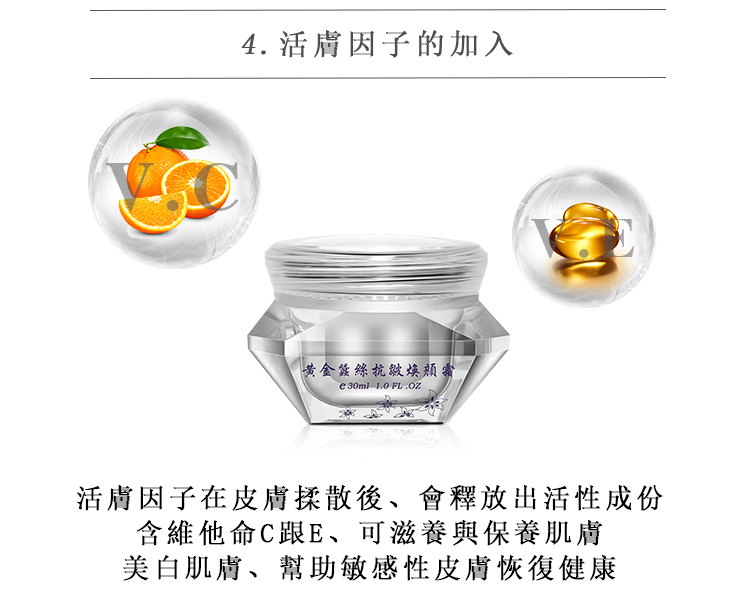 4.活膚因子的加入
V.C
V.E
黃金蠶絲抗皺煥顏霜
e 30ml 1.0 FL.OZ
活膚因子在皮膚揉散後、會釋放出活性成份
含維他命C跟E、可滋養與保養肌膚
美白肌膚、幫助敏感性皮膚恢復健康